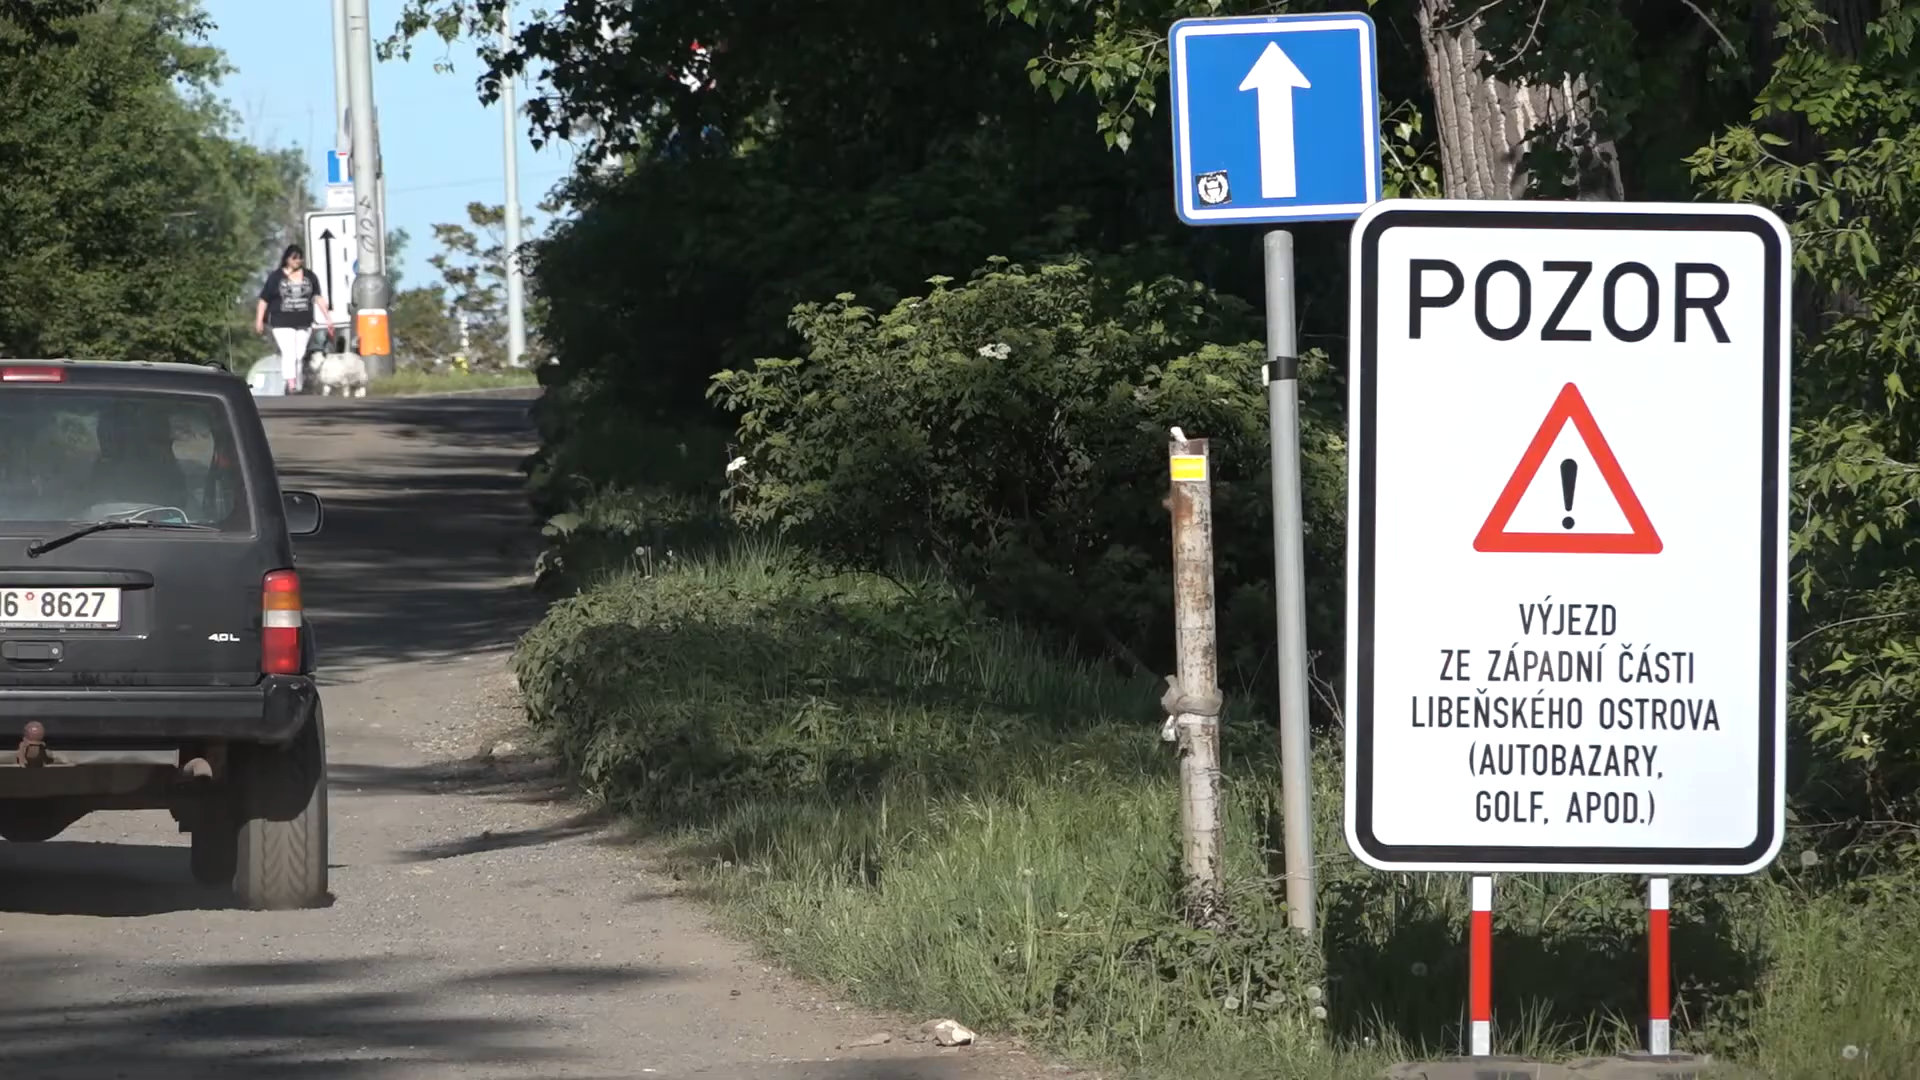 POZOR
!
VÝJEZD
ZE ZÁPADNÍ ČÁSTI
LIBEŇSKÉHO OSTROVA
(AUTOBAZARY,
GOLF, APOD.)
6 8627
4.0L